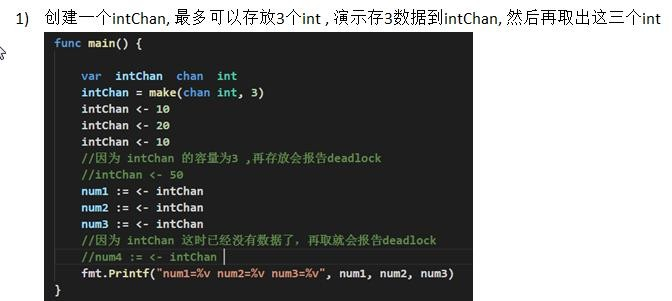 1) 创建一个intChan, 最多可以存放3个int , 演示存3数据到intChan, 然后再取出这三个int
func main() {
var intChan chan int
intChan = make(chan int, 3)
intChan <- 10
intChan <- 20
intChan <- 10
//因为 intChan 的容量为3 ,再存放会报告deadlock
//intChan <- 50
num1 := <- intChan
num2 := <- intChan
num3 := <- intChan
//因为 intChan 这时已经没有数据了，再取就会报告deadlock
//num4 := <- intChan
fmt.Printf("num1=%v num2=%v num3=%v", num1, num2, num3)
}